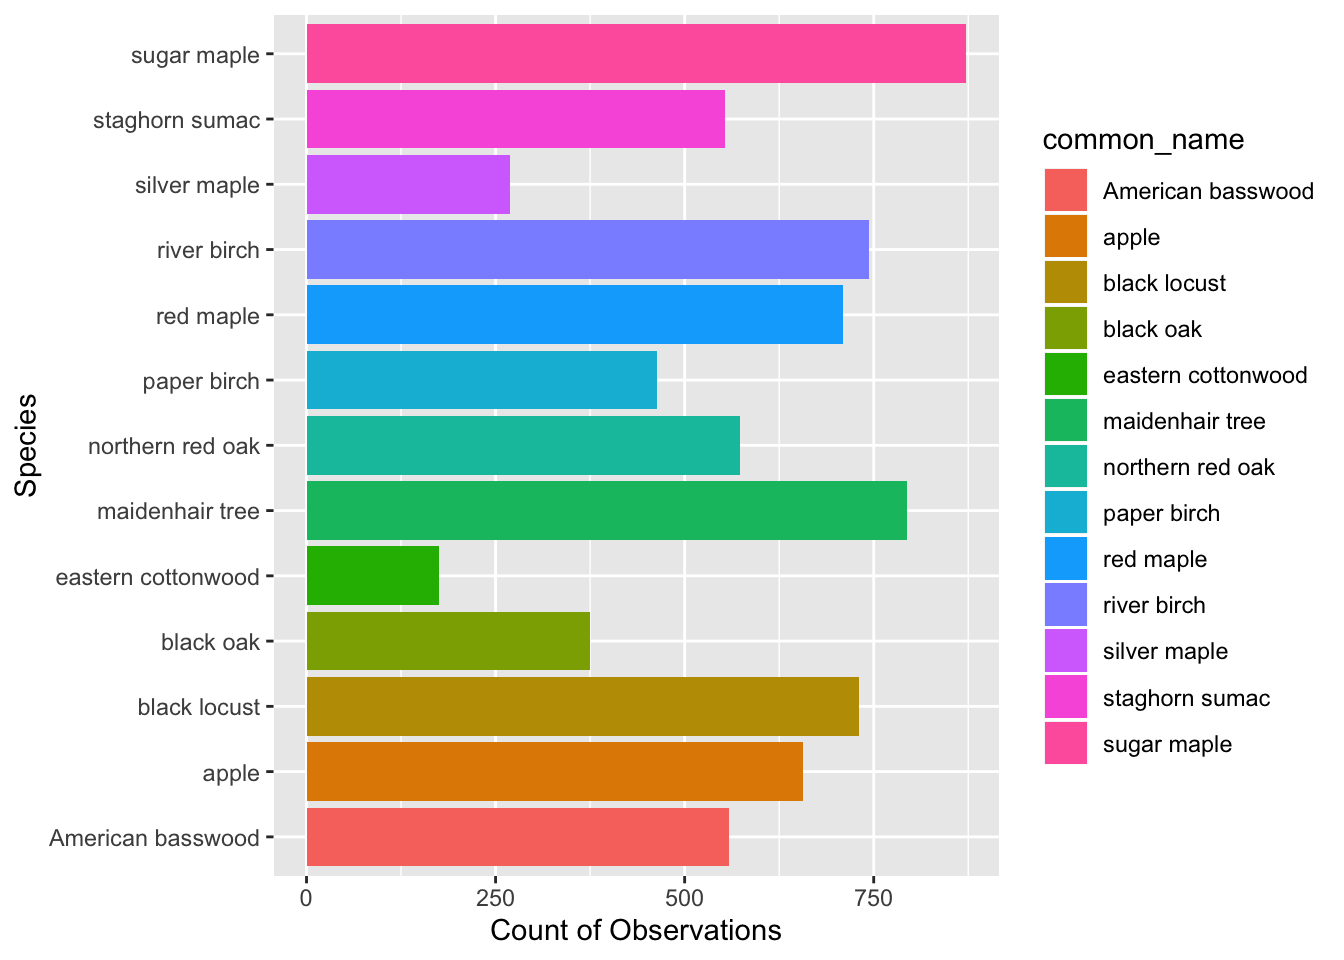 sugar maple
staghorn sumac
silver maple
river birch
red maple
paper birch
northern red oak
maidenhair tree
eastern cottonwood
black oak
black locust
apple
American basswood
Species
0 250 500 750
Count of Observations
common_name
American basswood
apple
black locust
black oak
eastern cottonwood
maidenhair tree
northern red oak
paper birch
red maple
river birch
silver maple
staghorn sumac
sugar maple